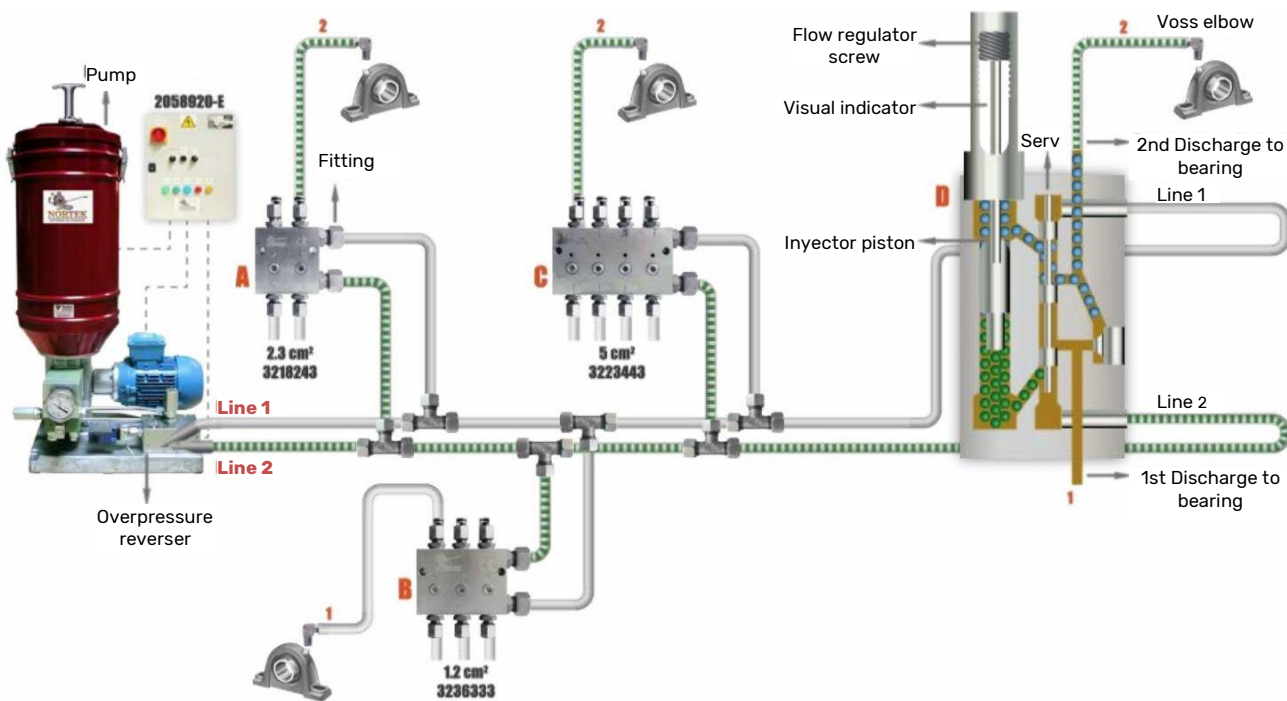 2
2
2
Voss elbow
Pump
Flow regulator
screw
2058920-E
Visual indicator
Fitting
Serv
2nd Discharge to
bearing
NORTEK
D
Line 1
Inyector piston
A
C
2.3 cm²
3218243
5 cm²
3223443
Line 1
Line 2
Line 2
1st Discharge to
bearing
1
Overpressure
reverser
B
1
1.2 cm²
3236333